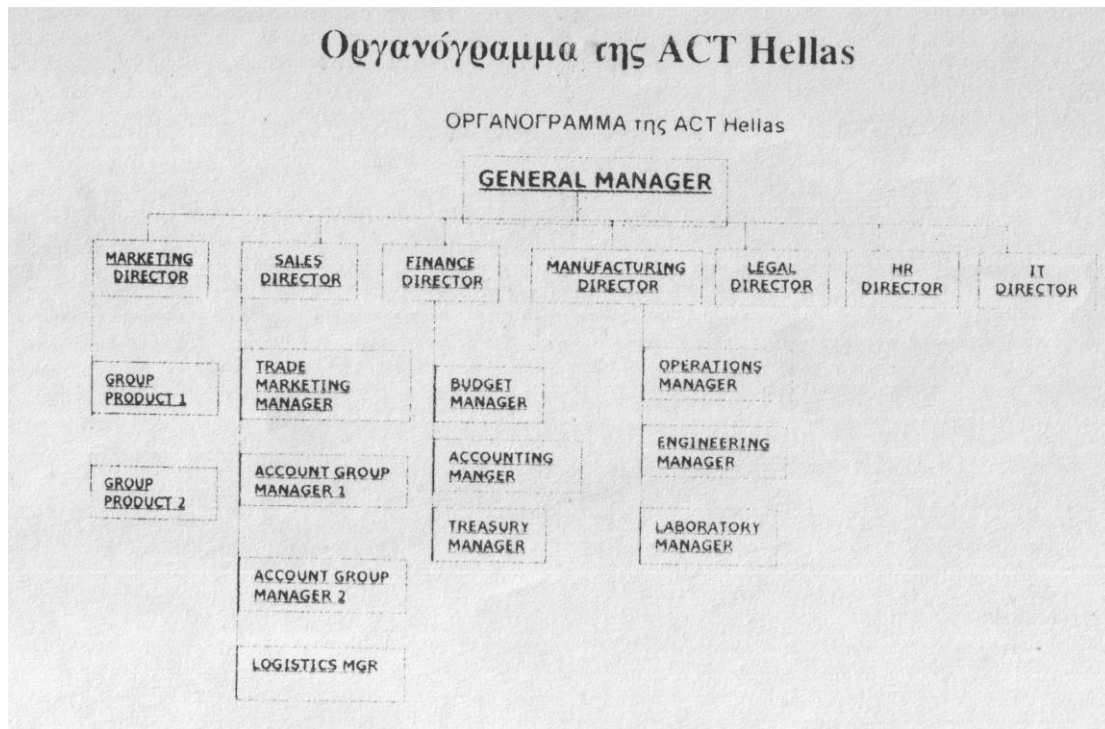 Οργανόγραμμα της ACT Hellas
ΟΡΓΑΝΟΓΡΑΜΜΑ της ACT Hellas
GENERAL MANAGER
MARKETING
DIRECTOR
SALES
DIRECTOR
FINANCE
DIRECTOR
MANUFACTURING
DIRECTOR
LEGAL
DIRECTOR
HR
DIRECTOR
IT
DIRECTOR
GROUP
PRODUCT 1
GROUP
PRODUCT 2
TRADE
MARKETING
MANAGER
ACCOUNT GROUP
MANAGER 1
ACCOUNT GROUP
MANAGER 2
LOGISTICS MGR
BUDGET
MANAGER
ACCOUNTING
MANGER
TREASURY
MANAGER
OPERATIONS
MANAGER
ENGINEERING
MANAGER
LABORATORY
MANAGER